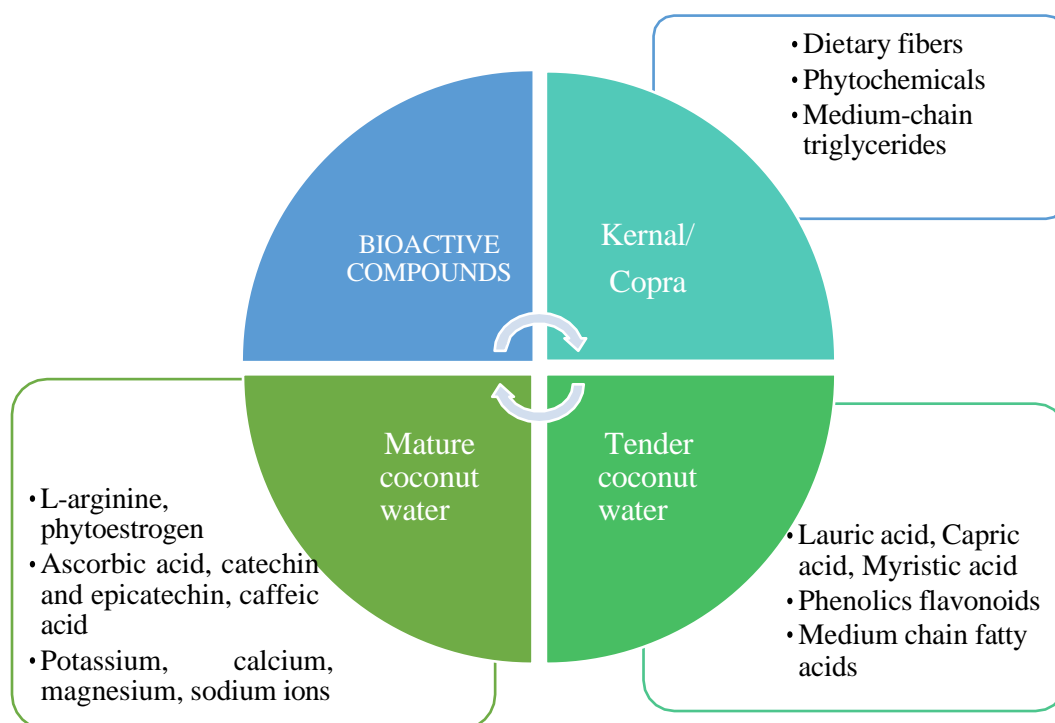 • Dietary fibers
• Phytochemicals
• Medium-chain
triglycerides
BIOACTIVE
COMPOUNDS
Kernal/
Copra
Mature
coconut
water
Tender
coconut
water
• L-arginine,
phytoestrogen
• Ascorbic acid, catechin
and epicatechin, caffeic
acid
• Potassium, calcium,
magnesium, sodium ions
• Lauric acid, Capric
acid, Myristic acid
• Phenolics flavonoids
• Medium chain fatty
acids